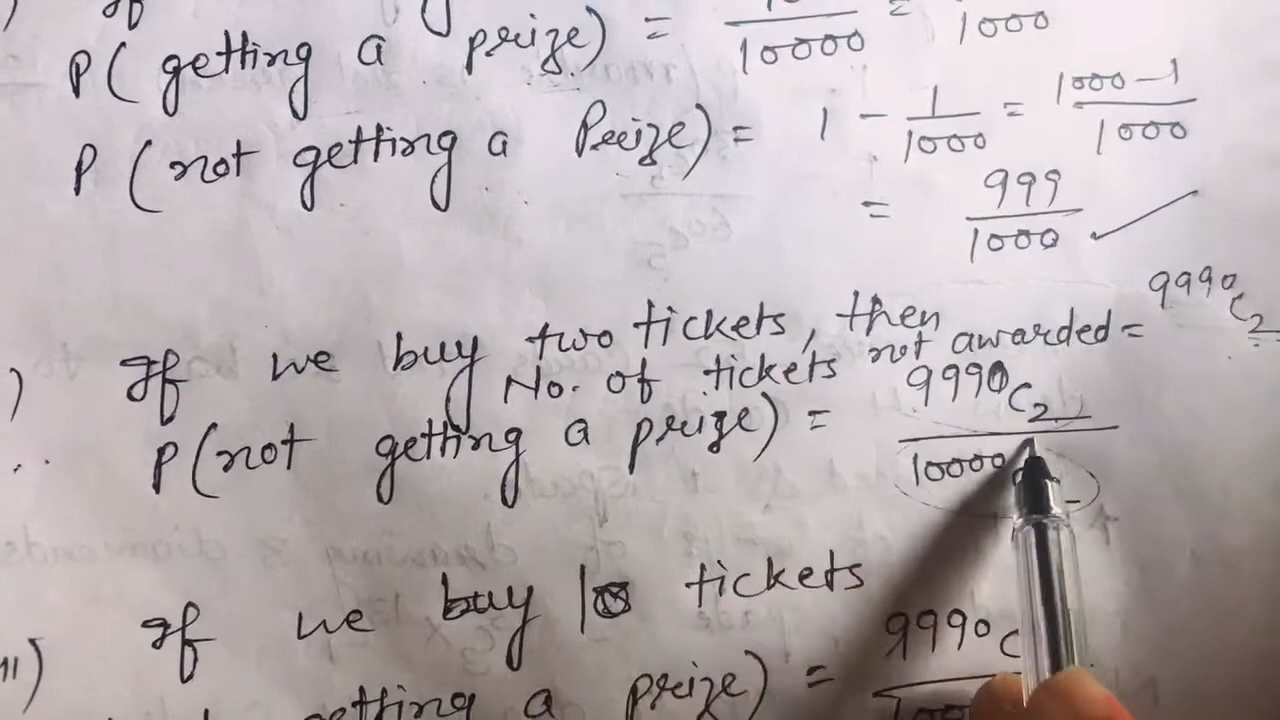 P( getting a prize) = 10000 = 1000
P (not getting a Prize) = 1 - 1/1000 = 1000-1/1000
= 999/1000
) If we buy two tickets, then
No. of tickets not awarded = 9990C2
∴ P(not getting a prize) = 9990C2/10000
III) If we buy 10 tickets
getting a prize) = 9990C